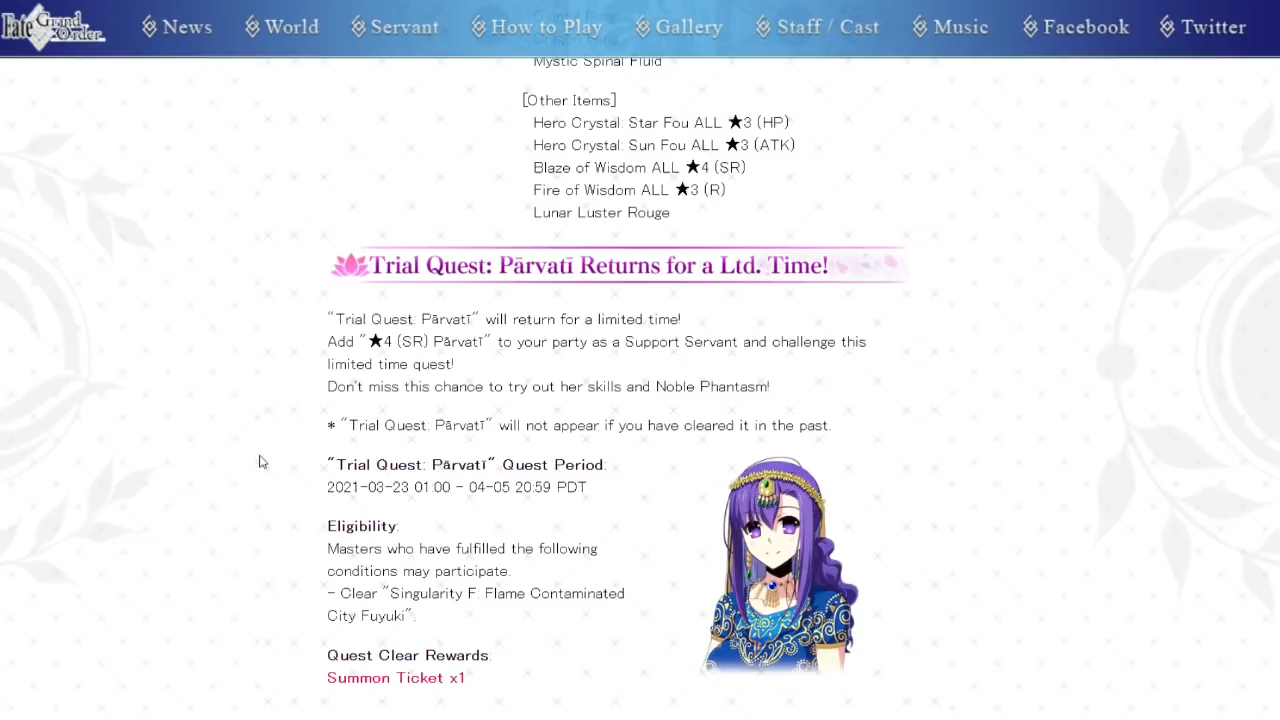 Fate Grand Order. News World Servant How to Play Gallery Staff / Cast Music Facebook Twitter
Mystic Spinal Fluid
[Other Items]
Hero Crystal: Star Fou ALL ★3 (HP)
Hero Crystal: Sun Fou ALL ★3 (ATK)
Blaze of Wisdom ALL ★4 (SR)
Fire of Wisdom ALL ★3 (R)
Lunar Luster Rouge
Trial Quest: Pārvatī Returns for a Ltd. Time!
"Trial Quest: Pārvatī" will return for a limited time!
Add "★4 (SR) Pārvatī" to your party as a Support Servant and challenge this
limited time quest!
Don't miss this chance to try out her skills and Noble Phantasm!
* "Trial Quest: Pārvatī" will not appear if you have cleared it in the past.
"Trial Quest: Pārvatī" Quest Period:
2021-03-23 01:00 - 04-05 20:59 PDT
Eligibility:
Masters who have fulfilled the following
conditions may participate.
- Clear "Singularity F: Flame Contaminated
City Fuyuki".
Quest Clear Rewards:
Summon Ticket x1